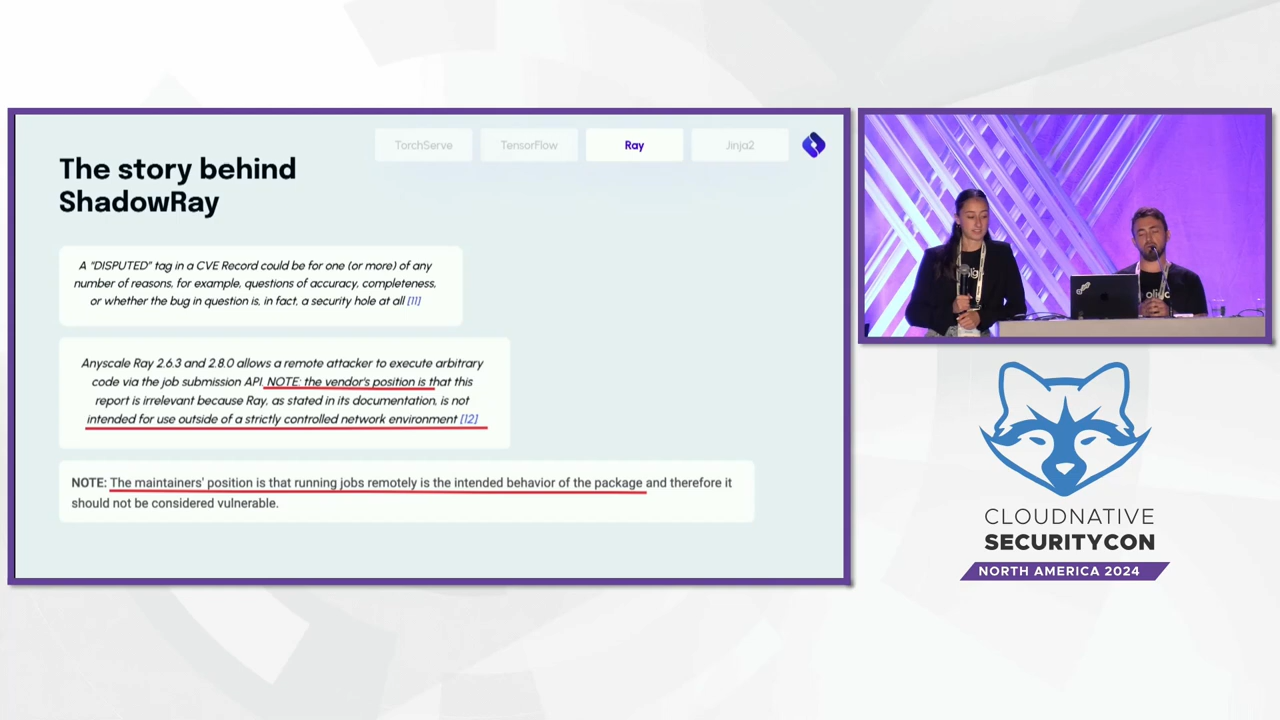 TorchServe
TensorFlow
Ray
Jinja2
The story behind
ShadowRay
A "DISPUTED" tag in a CVE Record could be for one (or more) of any
number of reasons, for example, questions of accuracy, completeness,
or whether the bug in question is, in fact, a security hole at all [11]
Anyscale Ray 2.6.3 and 2.8.0 allows a remote attacker to execute arbitrary
code via the job submission API. NOTE: the vendor's position is that this
report is irrelevant because Ray, as stated in its documentation, is not
intended for use outside of a strictly controlled network environment [12]
NOTE: The maintainers' position is that running jobs remotely is the intended behavior of the package and therefore it
should not be considered vulnerable.
CLOUDNATIVE
SECURITYCON
NORTH AMERICA 2024